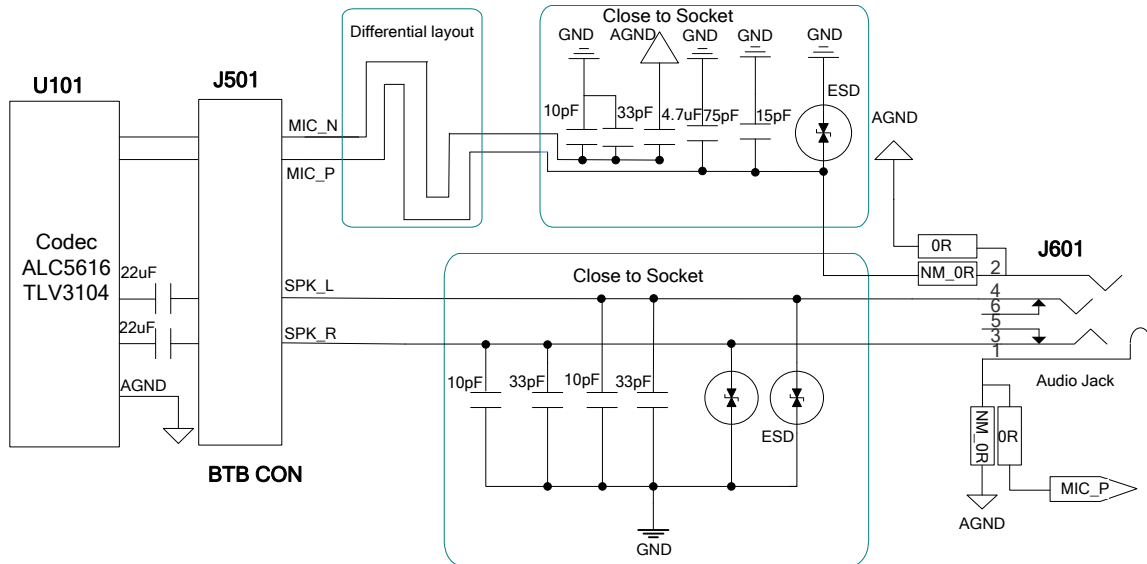 Close to Socket
Differential layout
GND
AGND
GND
GND
GND
U101
J501
ESD
10pF
33pF
4.7uF
75pF
15pF
AGND
MIC_N
MIC_P
Codec
ALC5616
TLV3104
0R
J601
NM_0R
2
22uF
Close to Socket
SPK_L
4
6
22uF
SPK_R
5
3
1
AGND
10pF
33pF
10pF
33pF
Audio Jack
ESD
NM_0R
0R
BTB CON
MIC_P
AGND
GND